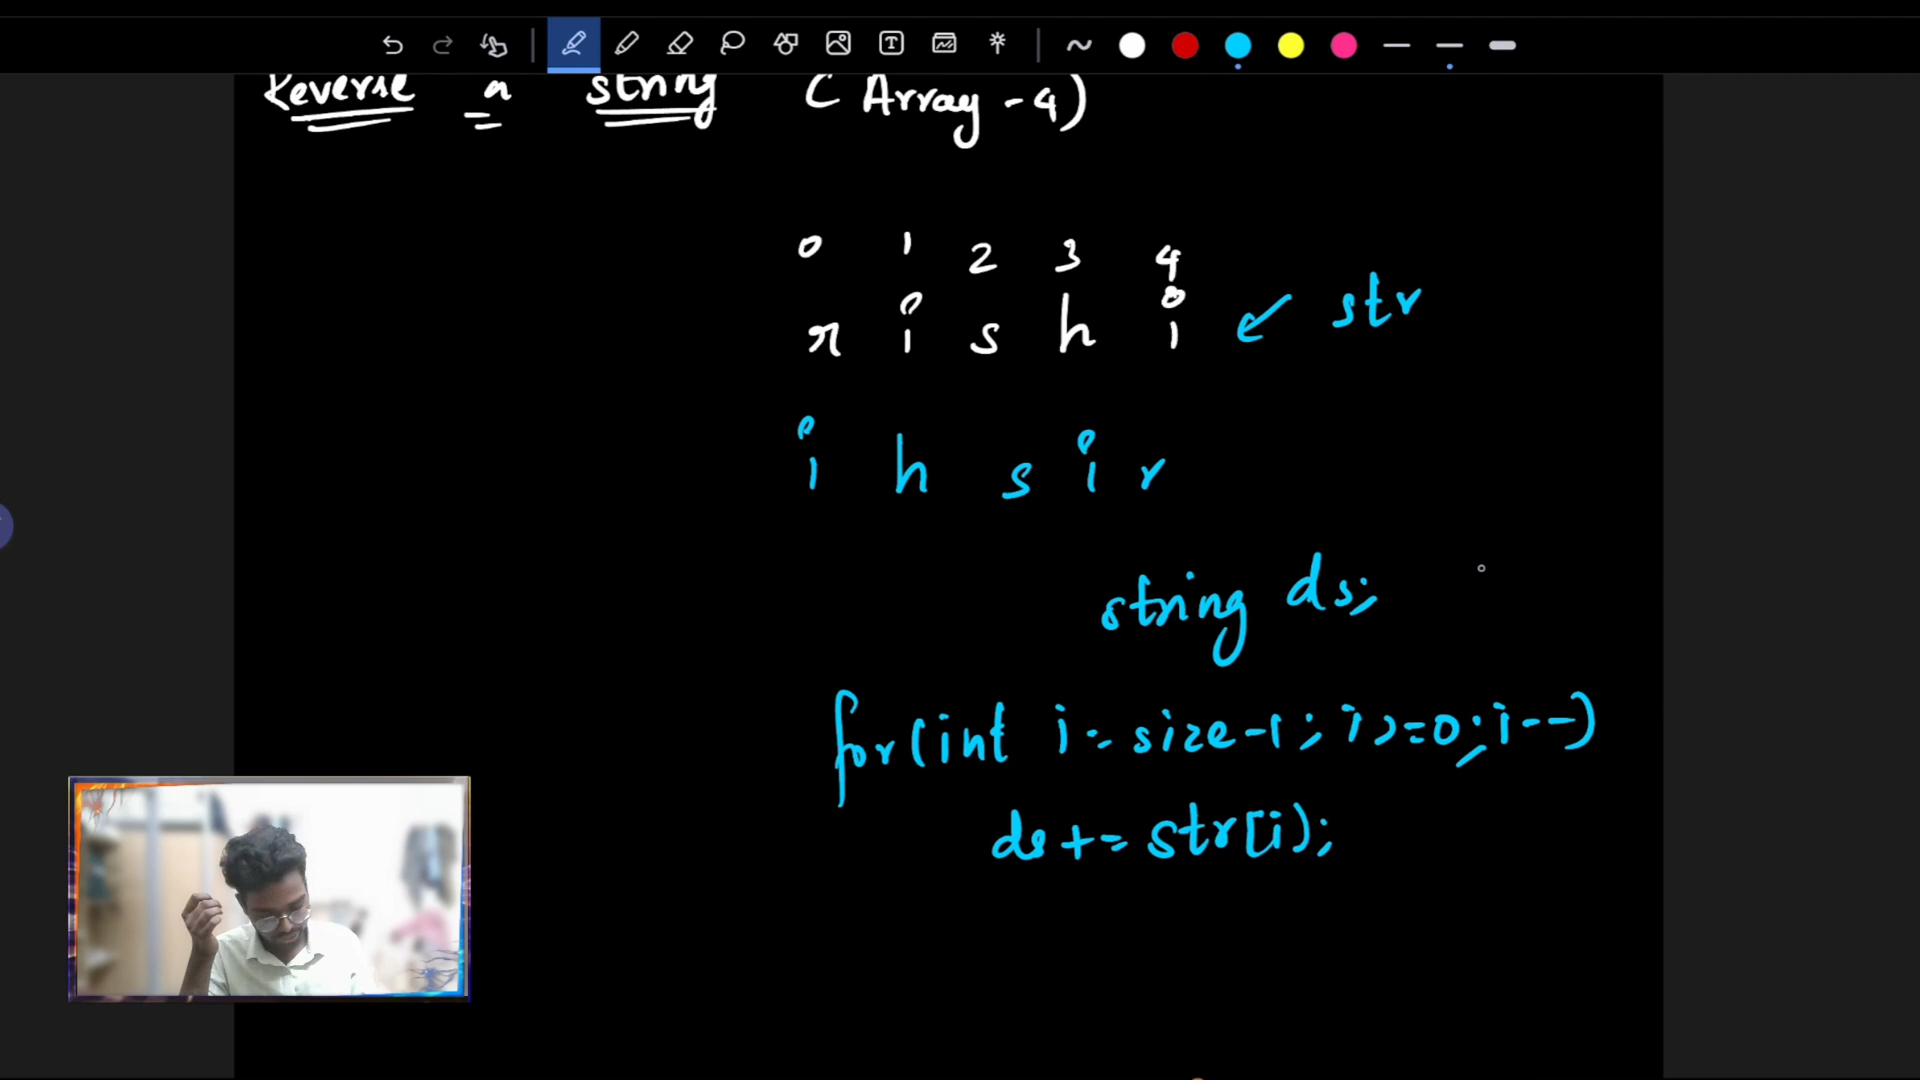 Reverse a string (Array-4)
0 1 2 3 4
r i s h i str
i h s i r
string ds;
for(int i=size-1; i>=0; i--)
ds += str[i];